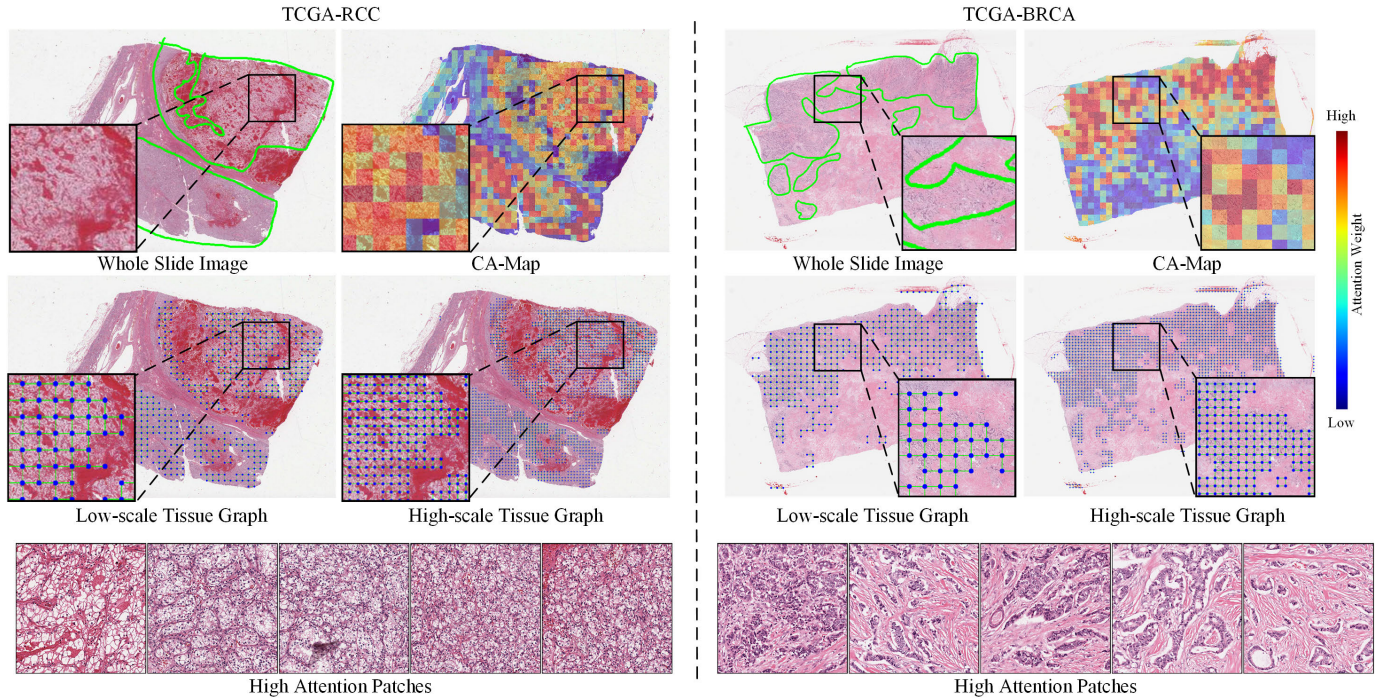 TCGA-RCC
TCGA-BRCA
Whole Slide Image
CA-Map
Whole Slide Image
CA-Map
High
Attention Weight
Low
Low-scale Tissue Graph
High-scale Tissue Graph
Low-scale Tissue Graph
High-scale Tissue Graph
High Attention Patches
High Attention Patches